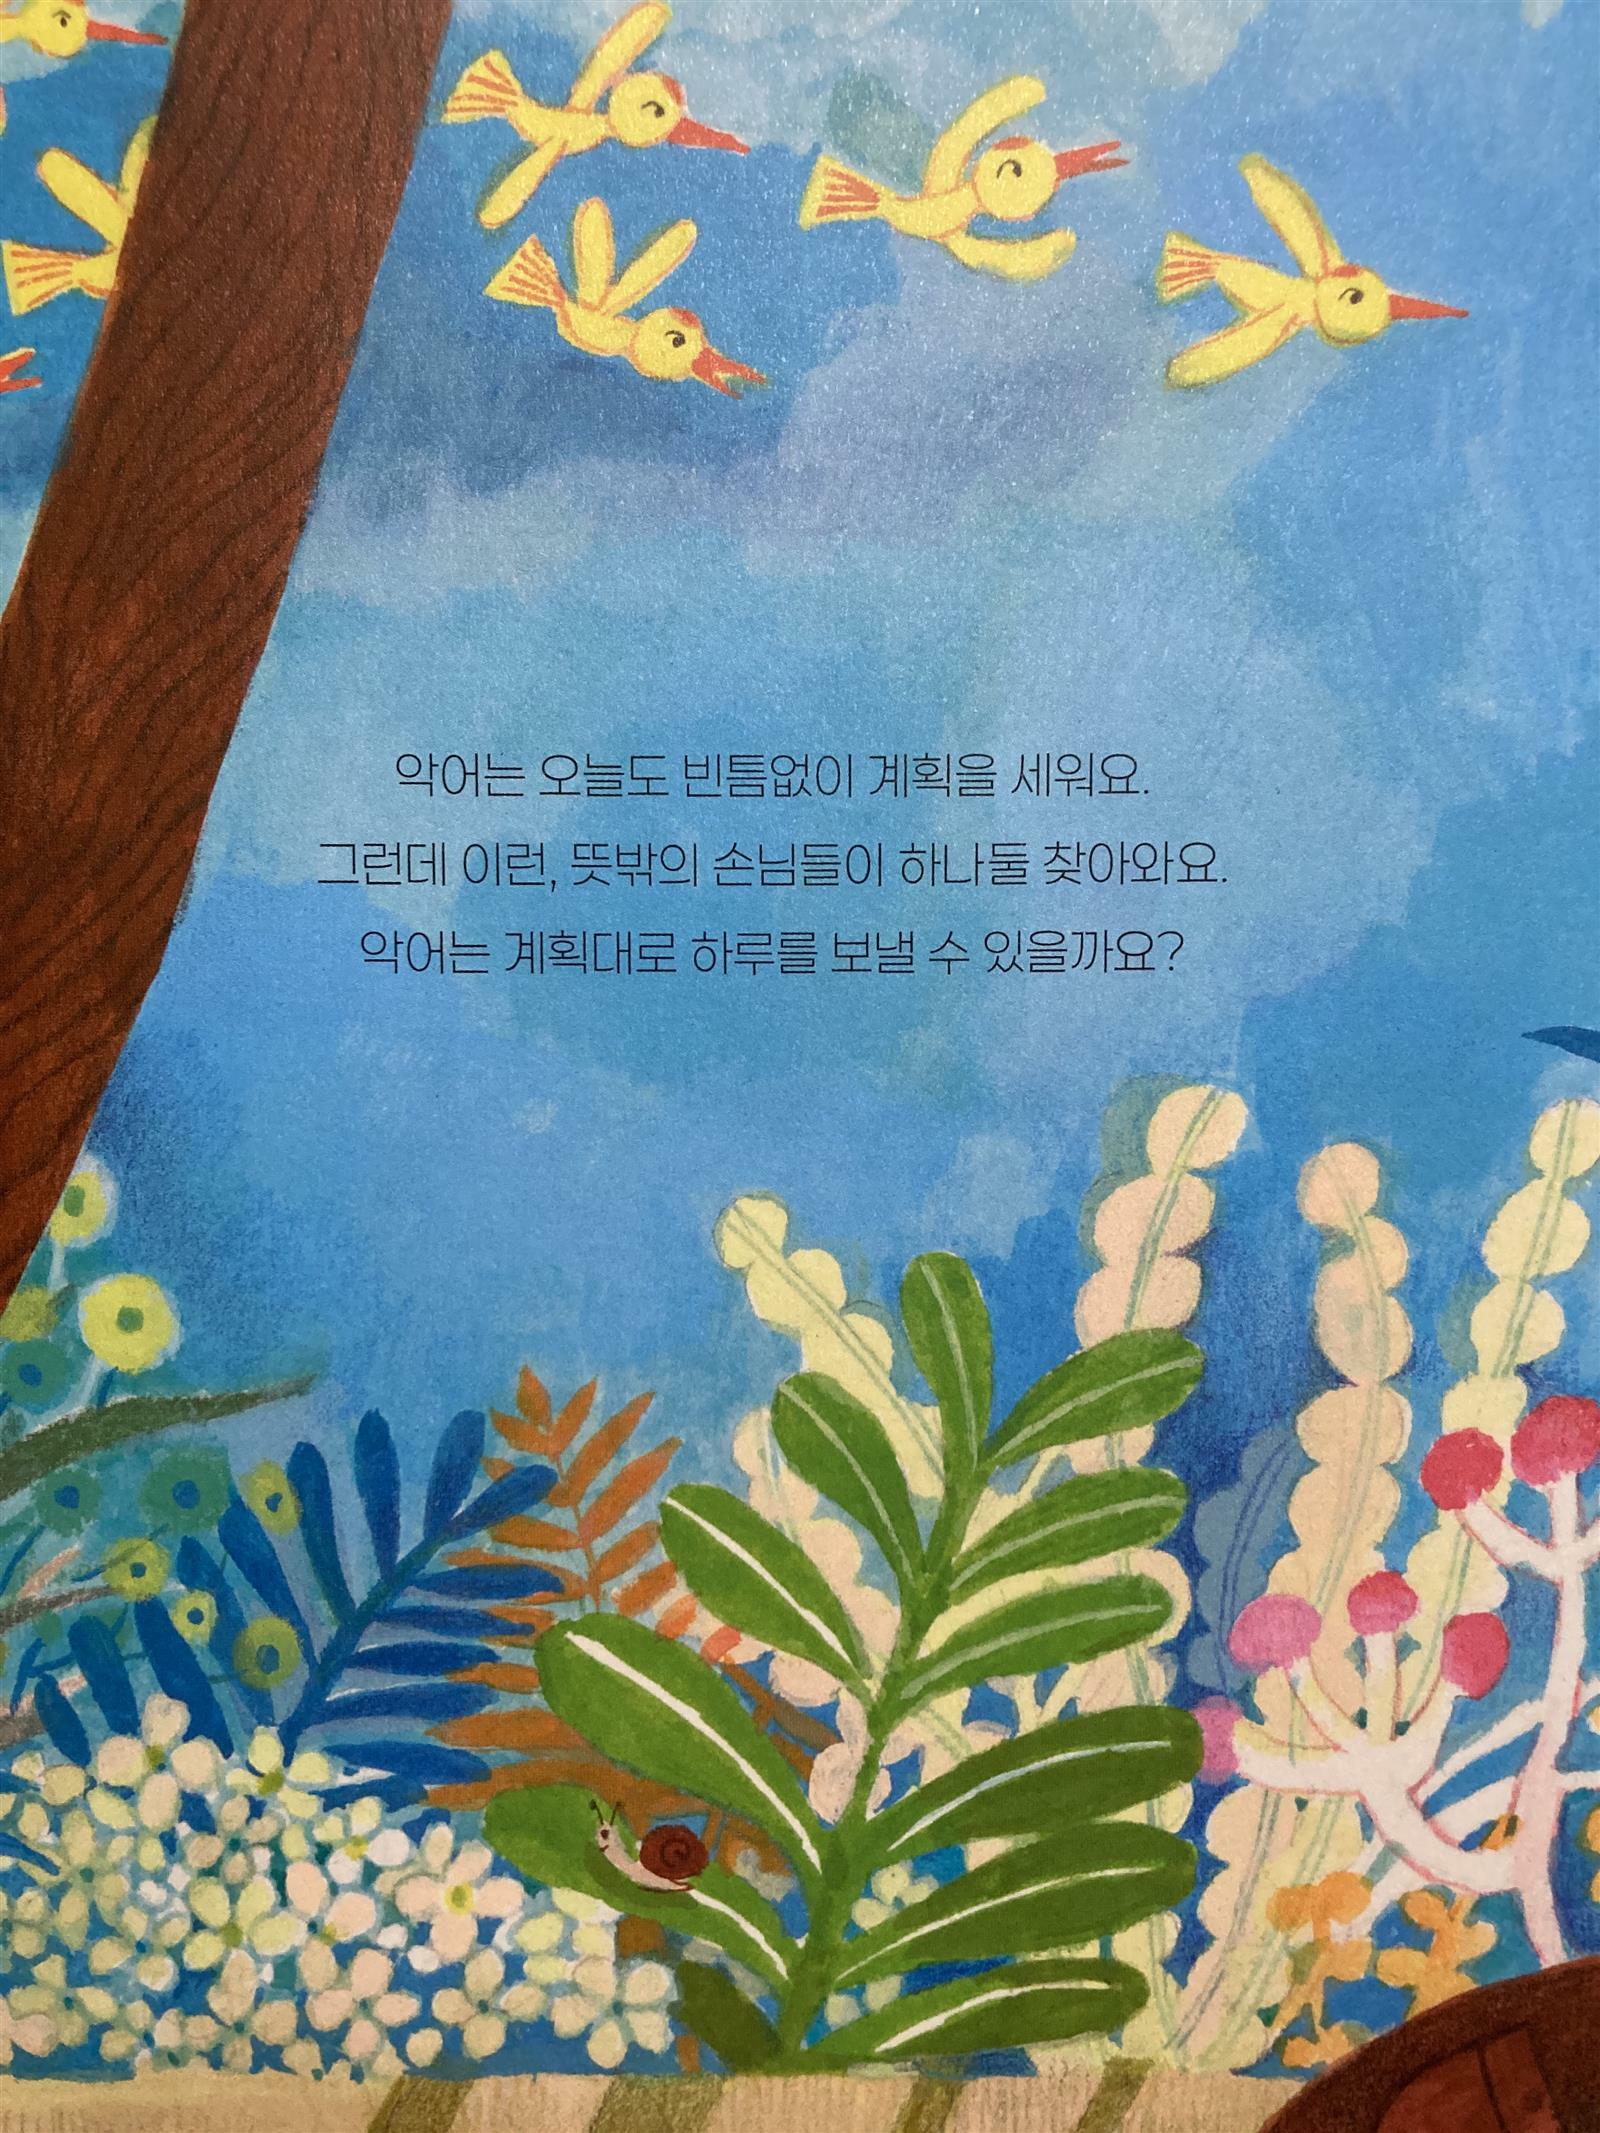 악어는 오늘도 빈틈없이 계획을 세워요.
그런데 이런, 뜻밖의 손님들이 하나둘 찾아와요.
악어는 계획대로 하루를 보낼 수 있을까요?